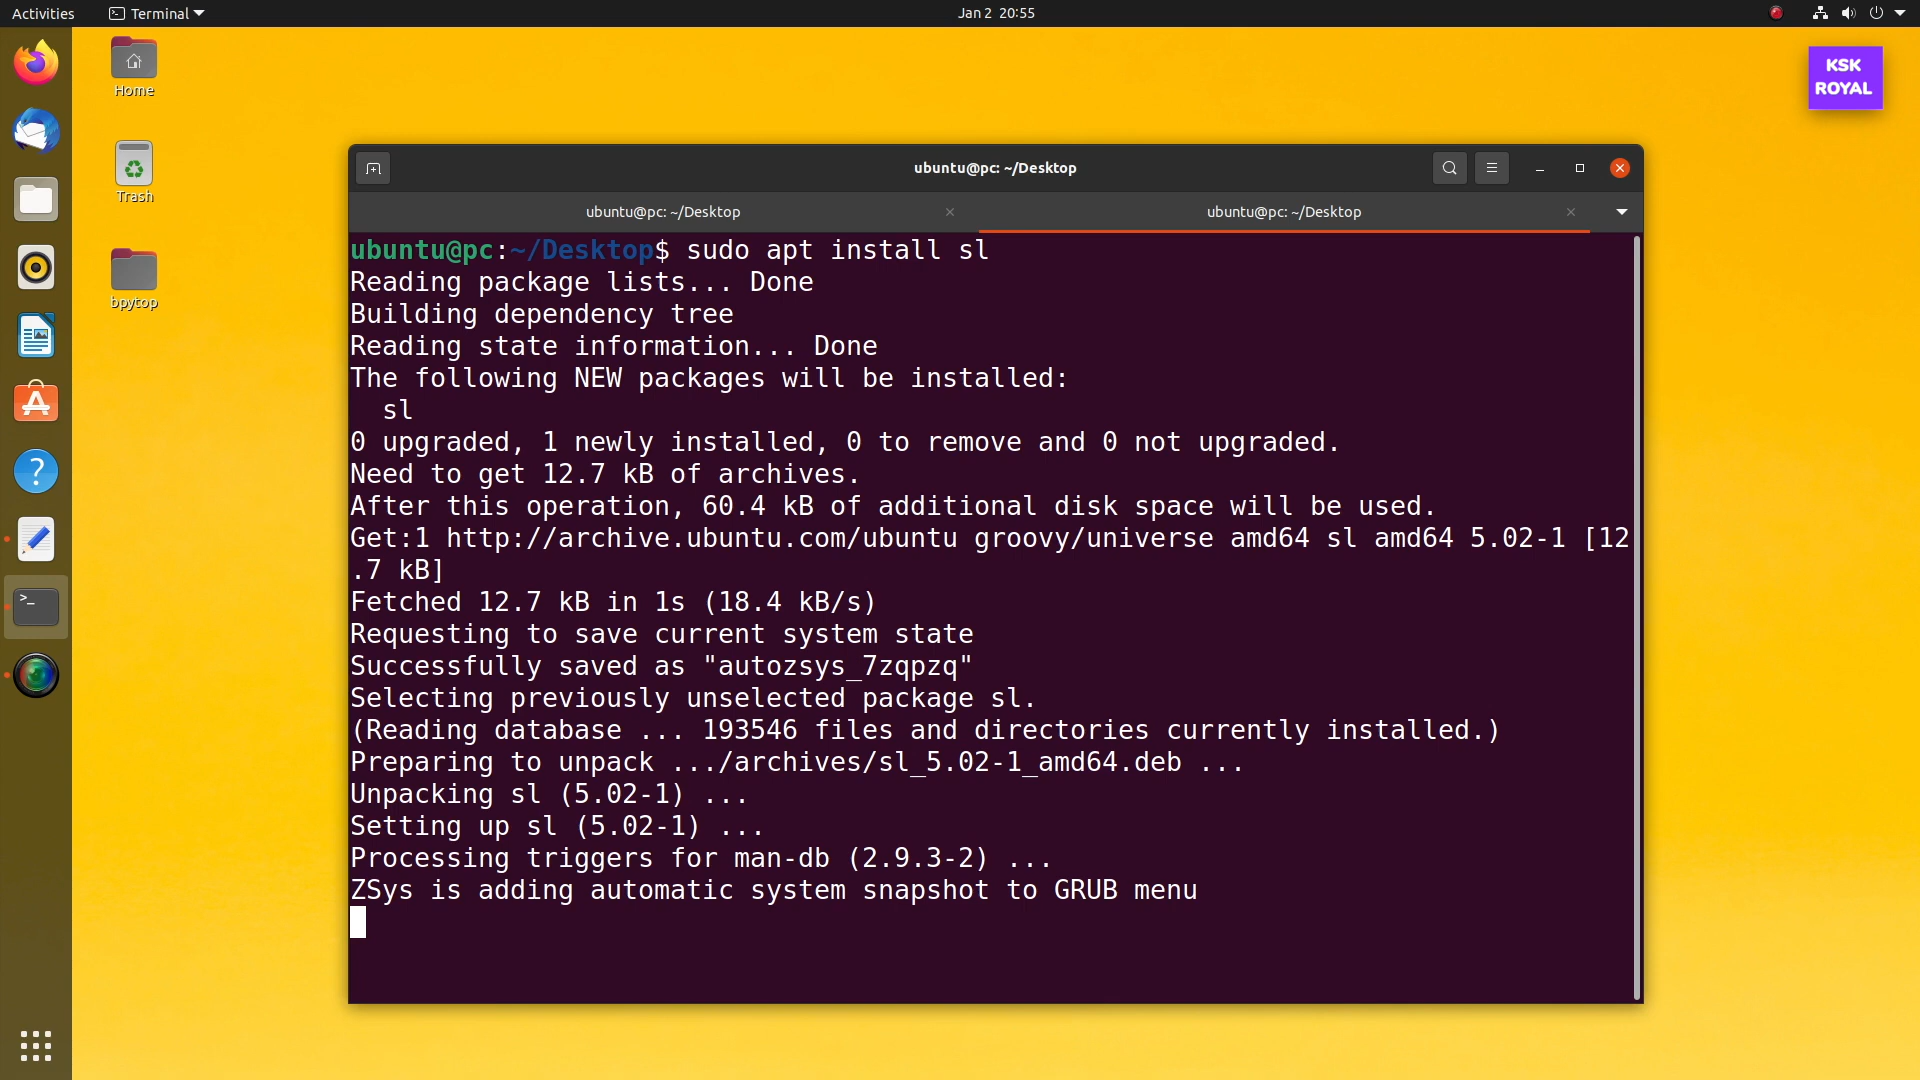 Activities
Terminal
Jan 2 20:55
Home
KSK
ROYAL
Trash
bpytop
ubuntu@pc: ~/Desktop
ubuntu@pc: ~/Desktop
ubuntu@pc: ~/Desktop
ubuntu@pc:~/Desktop$ sudo apt install sl
Reading package lists... Done
Building dependency tree
Reading state information... Done
The following NEW packages will be installed:
  sl
0 upgraded, 1 newly installed, 0 to remove and 0 not upgraded.
Need to get 12.7 kB of archives.
After this operation, 60.4 kB of additional disk space will be used.
Get:1 http://archive.ubuntu.com/ubuntu groovy/universe amd64 sl amd64 5.02-1 [12
.7 kB]
Fetched 12.7 kB in 1s (18.4 kB/s)
Requesting to save current system state
Successfully saved as "autozsys_7zqpzq"
Selecting previously unselected package sl.
(Reading database ... 193546 files and directories currently installed.)
Preparing to unpack .../archives/sl_5.02-1_amd64.deb ...
Unpacking sl (5.02-1) ...
Setting up sl (5.02-1) ...
Processing triggers for man-db (2.9.3-2) ...
ZSys is adding automatic system snapshot to GRUB menu